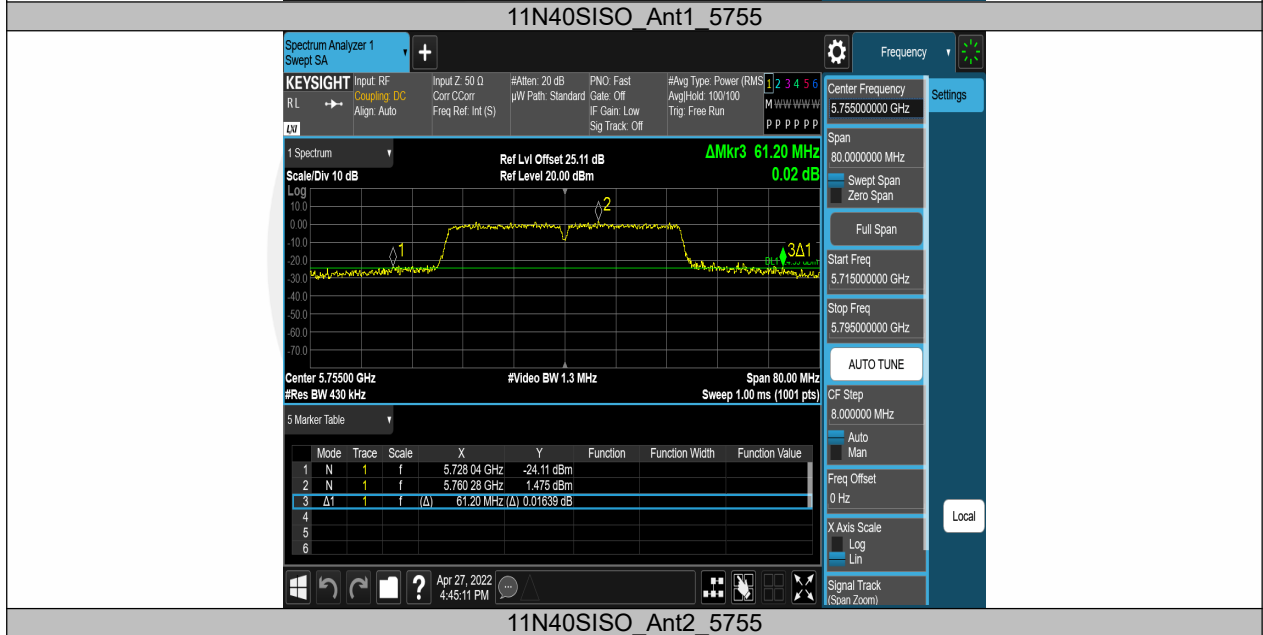 11N40SISO_Ant1_5755
Spectrum Analyzer 1
Swept SA
+
Frequency
KEYSIGHT
RL
LXI
Input: RF
Coupling: DC
Align: Auto
Input Z: 50 Ω
Corr CCorr
Freq Ref: Int (S)
#Atten: 20 dB
µW Path: Standard
PNO: Fast
Gate: Off
IF Gain: Low
Sig Track: Off
#Avg Type: Power (RMS
Avg|Hold: 100/100
Trig: Free Run
1 2 3 4 5 6
M W W W W W
P P P P P P
1 Spectrum
Scale/Div 10 dB
Ref Lvl Offset 25.11 dB
Ref Level 20.00 dBm
ΔMkr3 61.20 MHz
0.02 dB
Log
10.0
0.00
-10.0
-20.0
-30.0
-40.0
-50.0
-60.0
-70.0
1
2
3Δ1
Center 5.75500 GHz
#Res BW 430 kHz
#Video BW 1.3 MHz
Span 80.00 MHz
Sweep 1.00 ms (1001 pts)
5 Marker Table
Mode Trace Scale X Y Function Function Width Function Value
1 N 1 f 5.728 04 GHz -24.11 dBm
2 N 1 f 5.760 28 GHz 1.475 dBm
3 Δ1 1 f (Δ) 61.20 MHz (Δ) 0.01639 dB
4
5
6
?
Apr 27, 2022
4:45:11 PM
Center Frequency
5.755000000 GHz
Span
80.0000000 MHz
Swept Span
Zero Span
Full Span
Start Freq
5.715000000 GHz
Stop Freq
5.795000000 GHz
AUTO TUNE
CF Step
8.000000 MHz
Auto
Man
Freq Offset
0 Hz
X Axis Scale
Log
Lin
Signal Track
(Span Zoom)
Settings
Local
11N40SISO_Ant2_5755